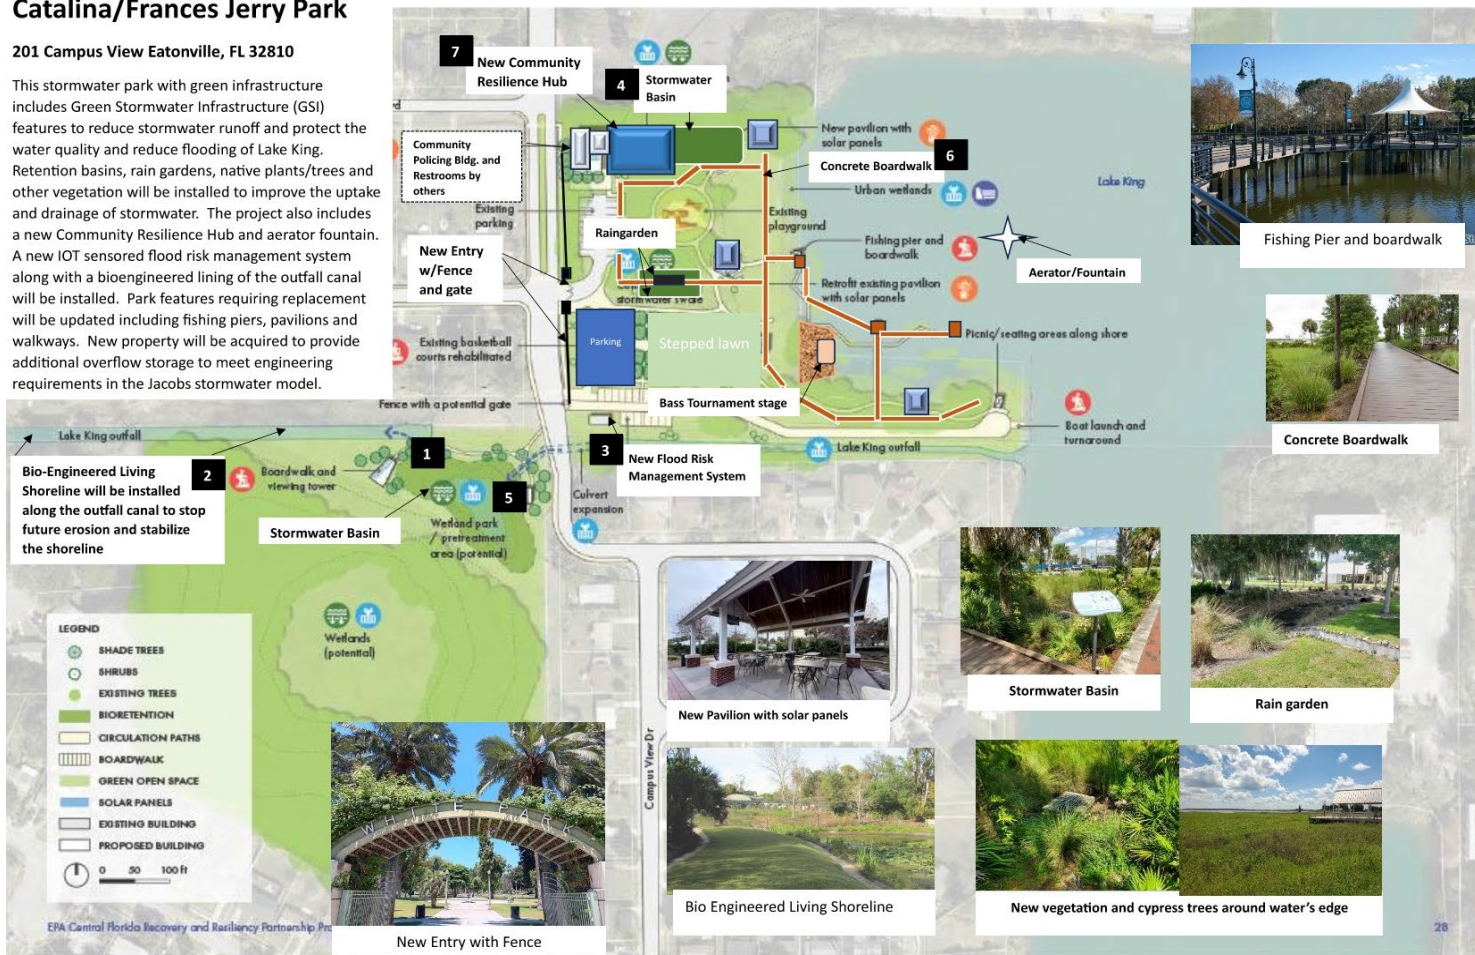 Catalina/Frances Jerry Park
201 Campus View Eatonville, FL 32810
This stormwater park with green infrastructure
includes Green Stormwater Infrastructure (GSI)
features to reduce stormwater runoff and protect the
water quality and reduce flooding of Lake King.
Retention basins, rain gardens, native plants/trees and
other vegetation will be installed to improve the uptake
and drainage of stormwater. The project also includes
a new Community Resilience Hub and aerator fountain.
A new IOT sensored flood risk management system
along with a bioengineered lining of the outfall canal
will be installed. Park features requiring replacement
will be updated including fishing piers, pavilions and
walkways. New property will be acquired to provide
additional overflow storage to meet engineering
requirements in the Jacobs stormwater model.
7
New Community
Resilience Hub
4
Stormwater
Basin
Community
Policing Bldg. and
Restrooms by
others
New pavilion with
solar panels
Concrete Boardwalk
6
Urban wetlands
Lake King
Existing
parking
Existing
playground
Raingarden
New Entry
w/Fence
and gate
Fishing pier and
boardwalk
Aerator/Fountain
Retrofit existing pavilion
with solar panels
stormwater swale
Existing basketball
courts rehabilitated
Parking
Stepped lawn
Picnic/seating areas along shore
Bass Tournament stage
Fence with a potential gate
Boat launch and
turnaround
Lake King outfall
Lake King outfall
1
3
New Flood Risk
Management System
Bio-Engineered Living
Shoreline will be installed
along the outfall canal to stop
future erosion and stabilize
the shoreline
2
Boardwalk and
viewing tower
5
Culvert
expansion
Stormwater Basin
Wetland park
/ pretreatment
area (potential)
Wetlands
(potential)
LEGEND
SHADE TREES
SHRUBS
EXISTING TREES
BIORETENTION
CIRCULATION PATHS
BOARDWALK
GREEN OPEN SPACE
SOLAR PANELS
EXISTING BUILDING
PROPOSED BUILDING
0 50 100 ft
Campus View Dr
Fishing Pier and boardwalk
Concrete Boardwalk
New Pavilion with solar panels
Stormwater Basin
Rain garden
WHITE PARK
New Entry with Fence
Bio Engineered Living Shoreline
New vegetation and cypress trees around water's edge
EPA Central Florida Recovery and Resiliency Partnership
28